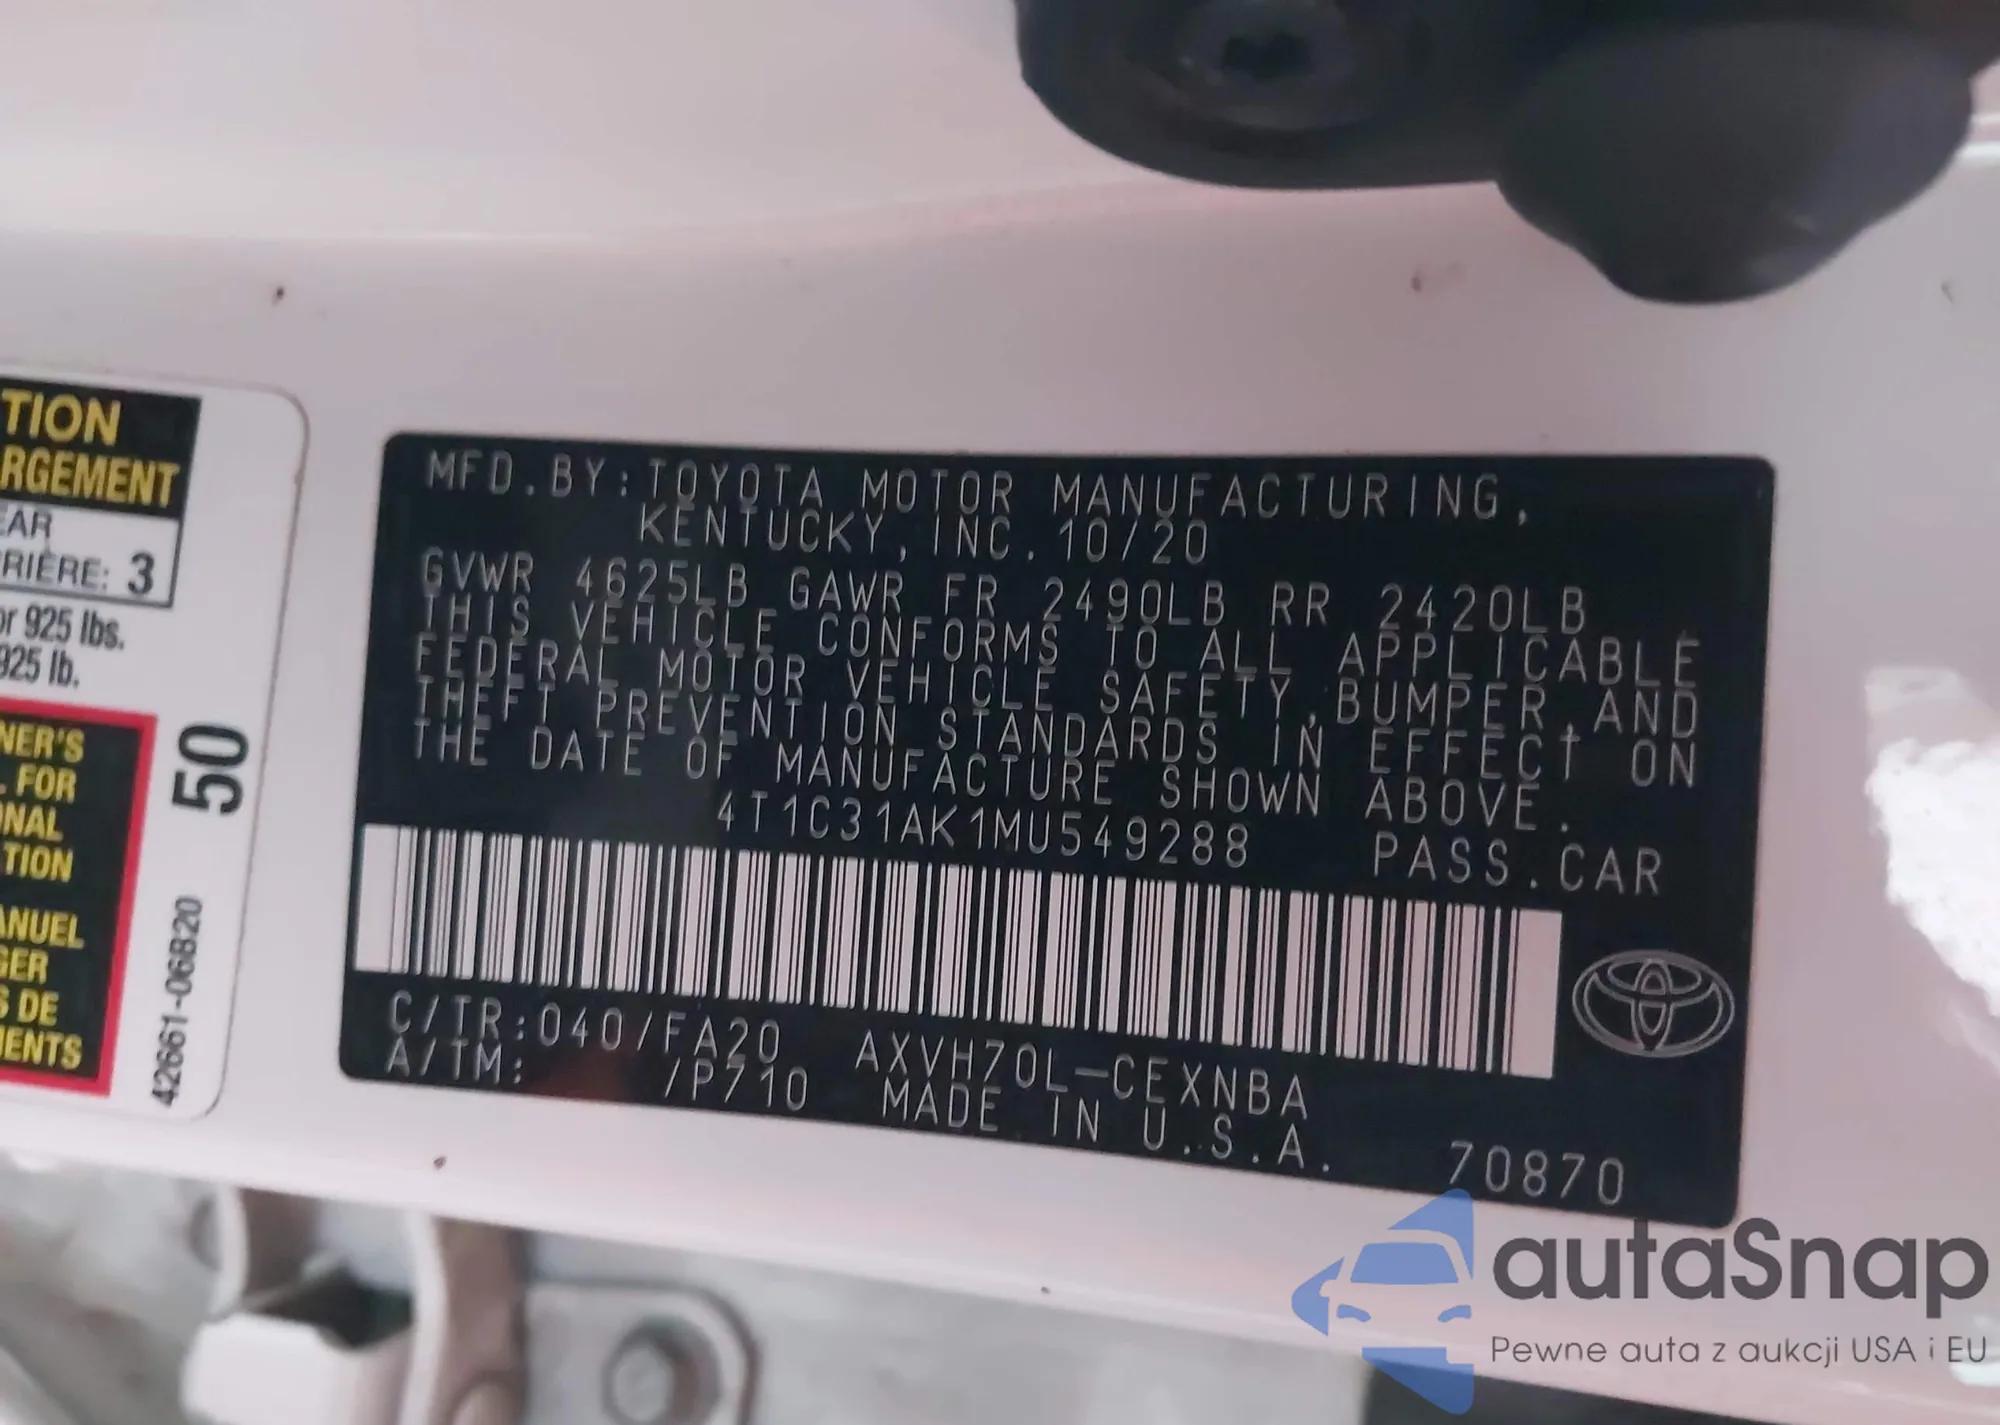 TION
RGEMENT
EAR
RRIÈRE: 3
or 925 lbs.
925 lb.
NER'S
FOR
NAL
TION
ANUEL
GER
S DE
MENTS
50
42661-06B20
MFD.BY:TOYOTA MOTOR MANUFACTURING,
KENTUCKY,INC.10/20
GVWR 4625LB GAWR FR 2490LB RR 2420LB
THIS VEHICLE CONFORMS TO ALL APPLICABLE
FEDERAL MOTOR VEHICLE SAFETY,BUMPER,AND
THEFT PREVENTION STANDARDS IN EFFECT ON
THE DATE OF MANUFACTURE SHOWN ABOVE.
4T1C31AK1MU549288 PASS.CAR
C/TR:040/FA20 AXVH70L-CEXNBA
A/TM: /P710 MADE IN U.S.A. 70870
autaSnap
Pewne auta z aukcji USA i EU